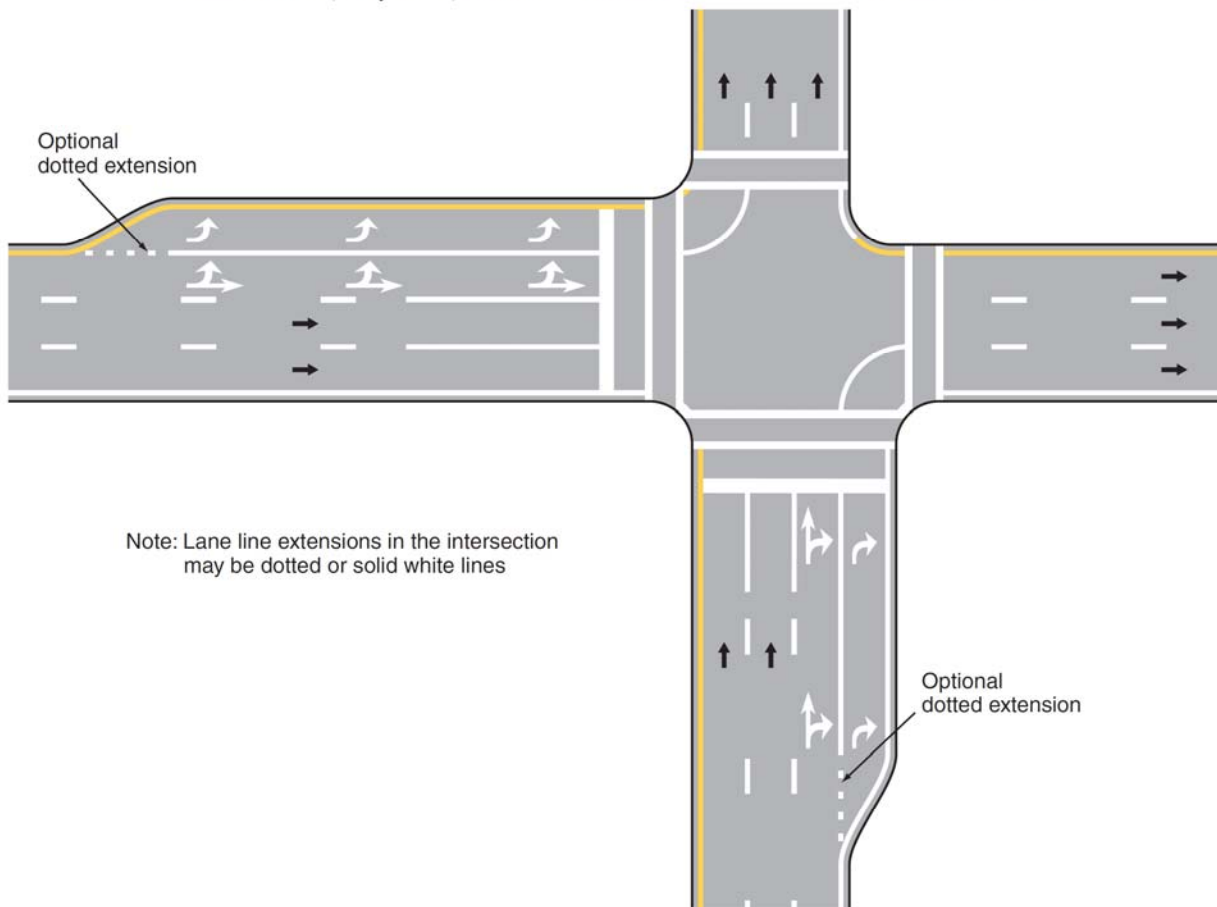 Optional
dotted extension
Note: Lane line extensions in the intersection
may be dotted or solid white lines
Optional
dotted extension